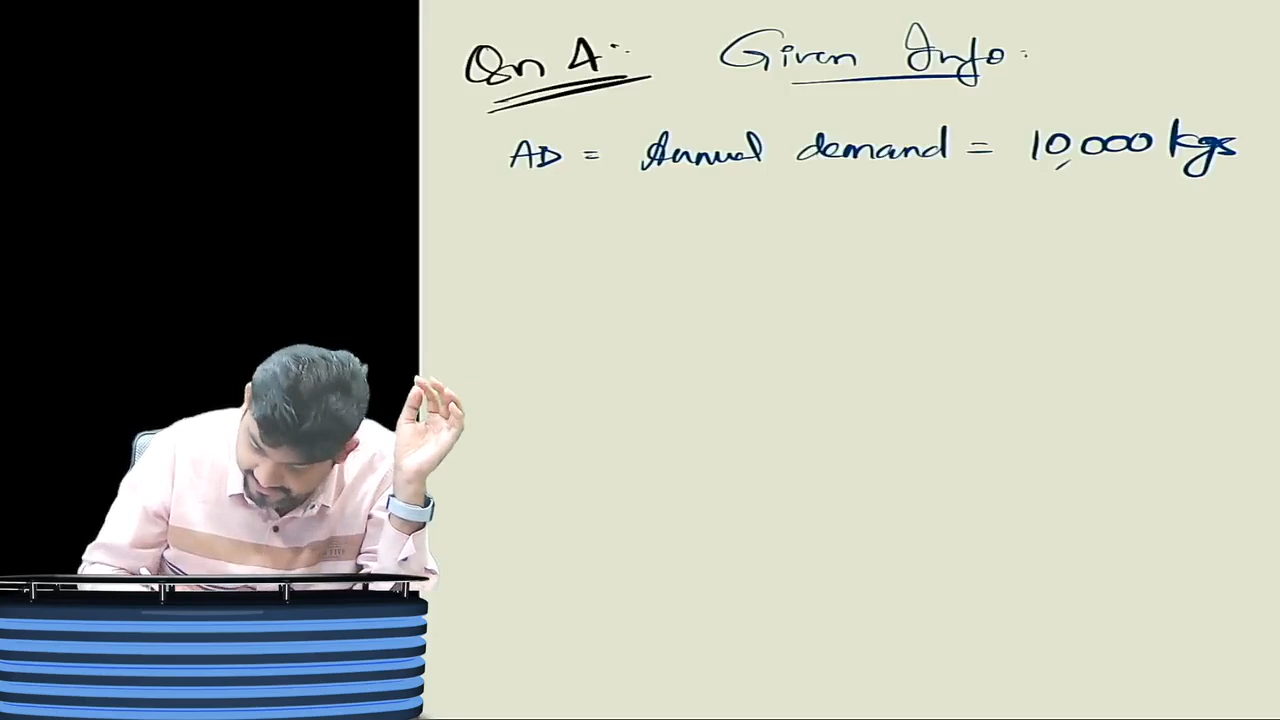 Qn 4:
Given Info:
AD = Annual demand = 10,000 kgs